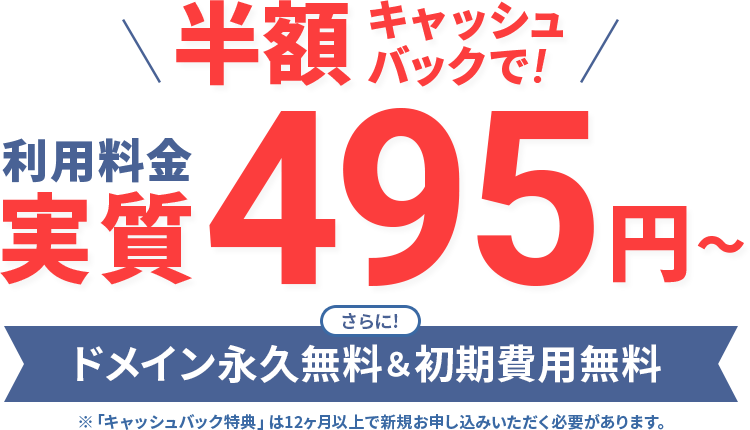 半額キャッシュ
バックで!
利用料金
実質495円～
さらに!
ドメイン永久無料&初期費用無料
※「キャッシュバック特典」は12ヶ月以上で新規お申し込みいただく必要があります。